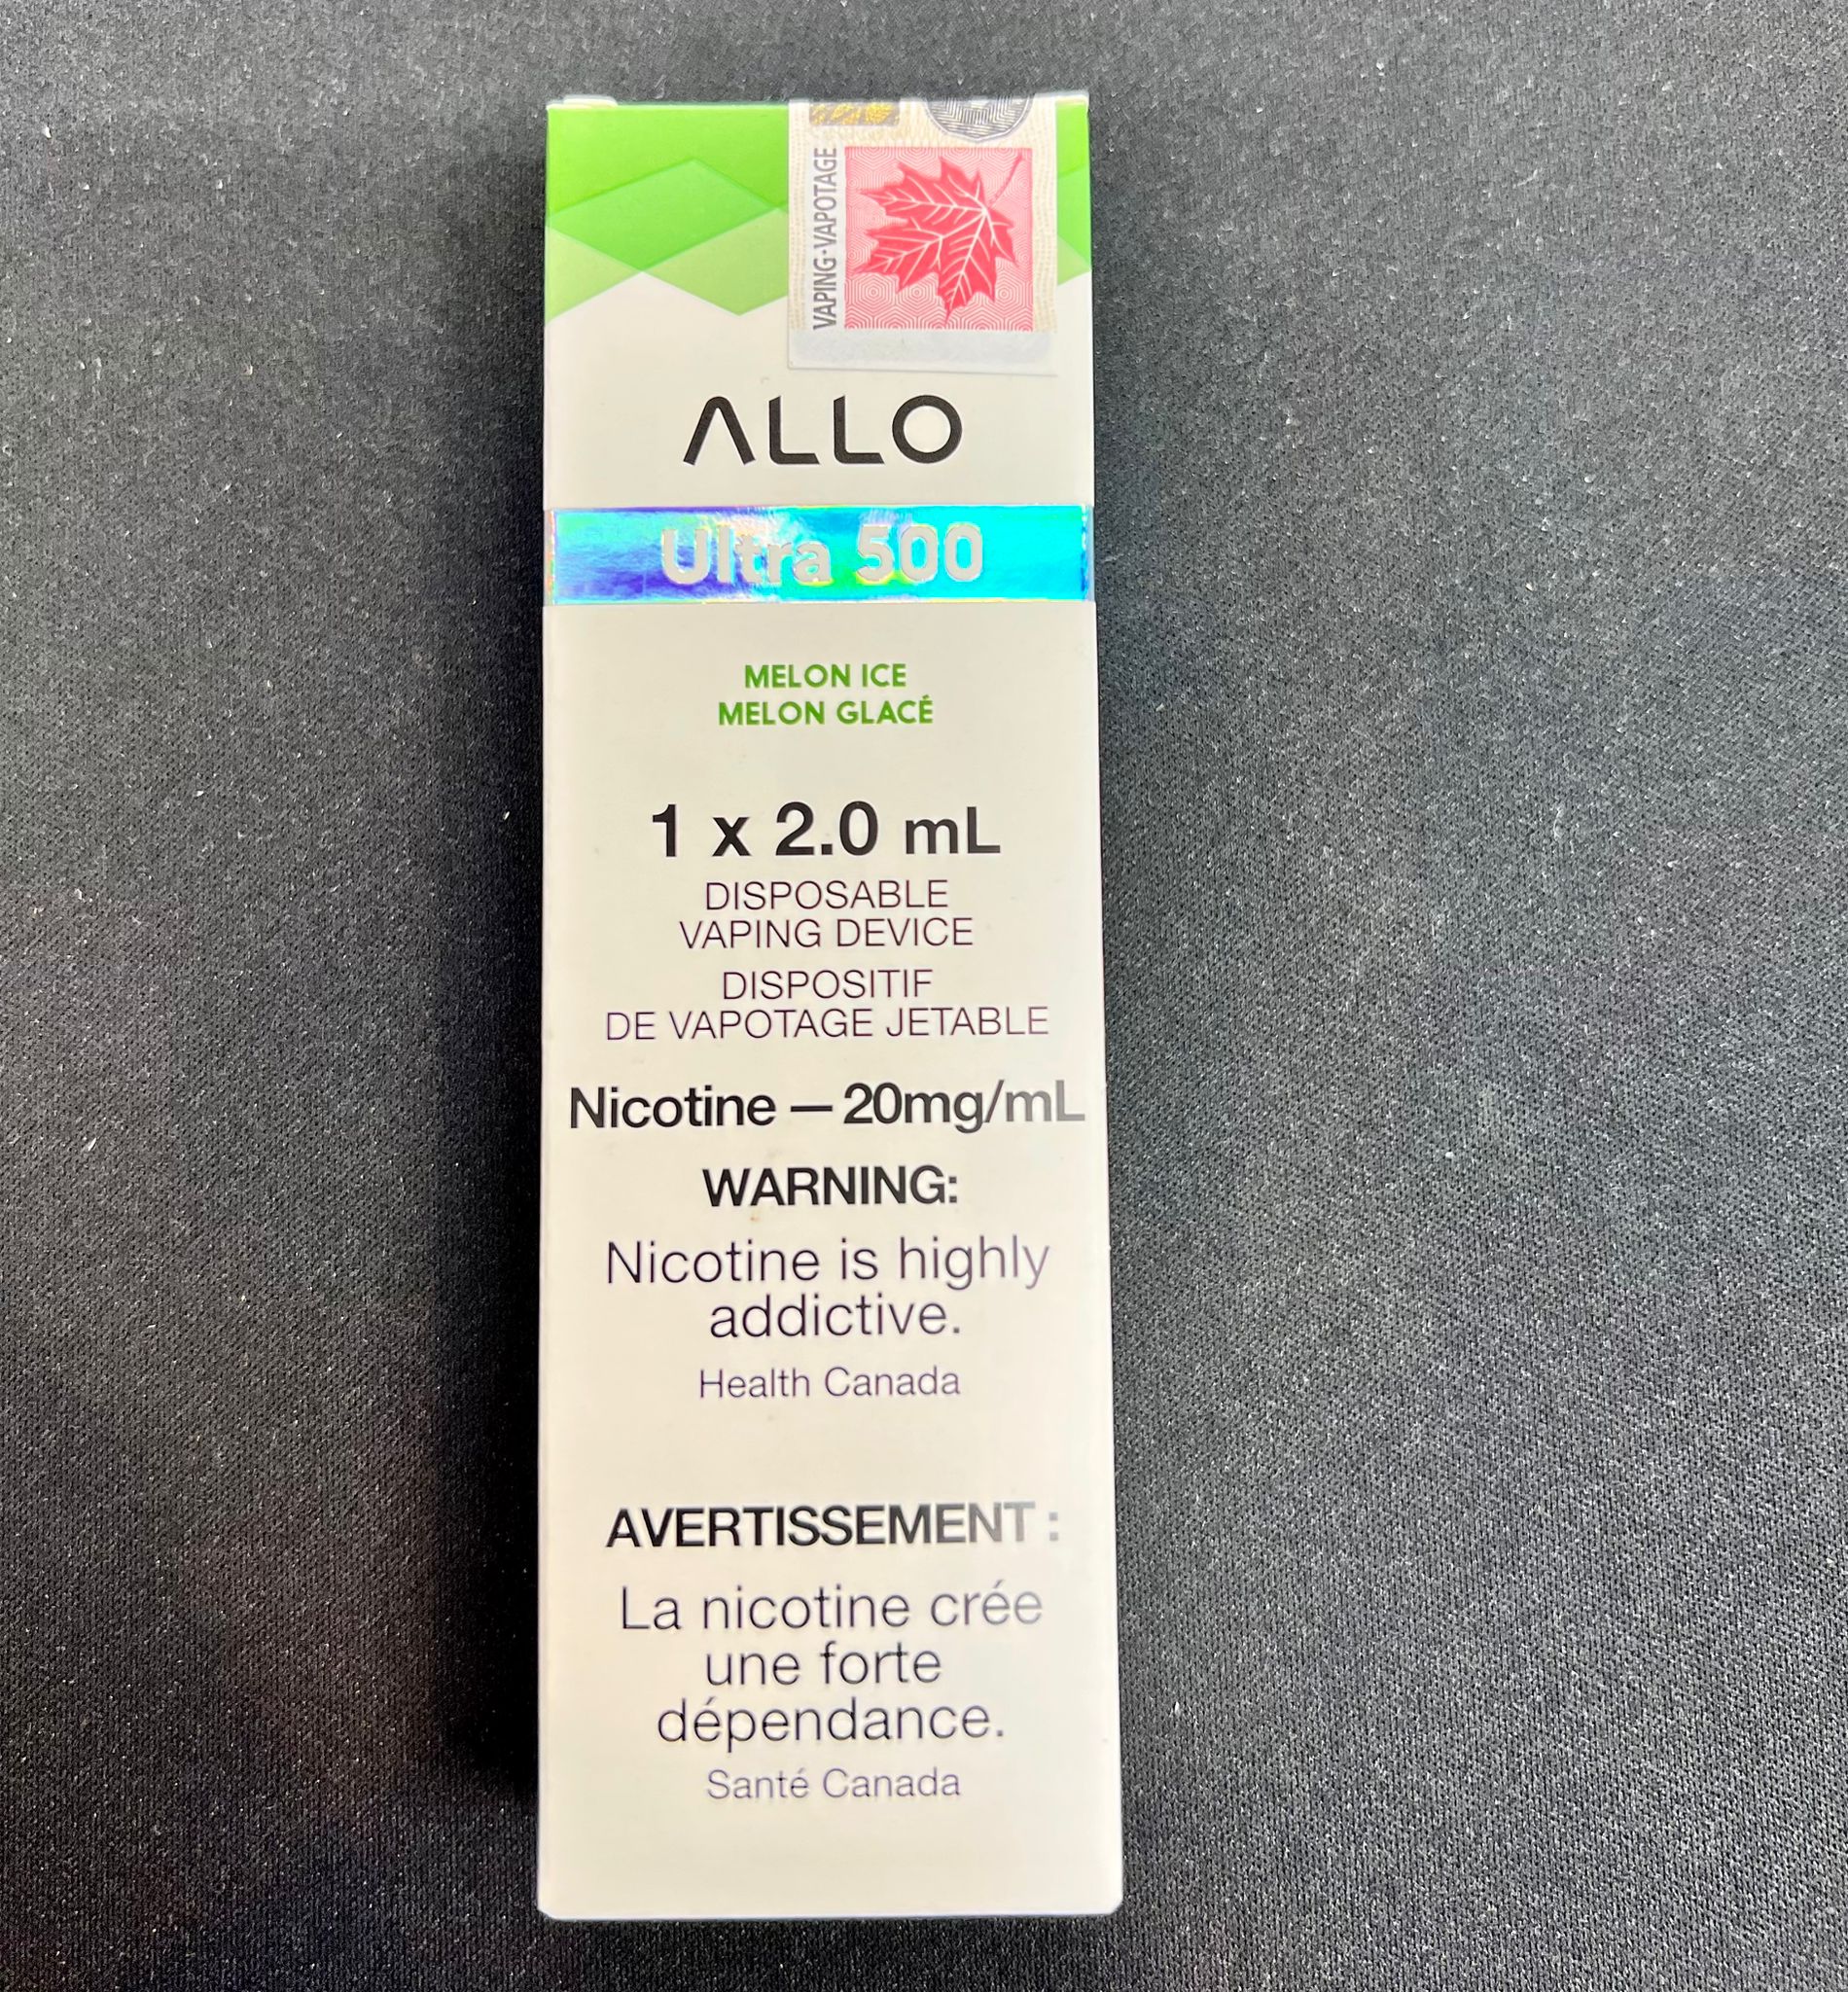 VAPING·VAPOTAGE
ALLO
Ultra 500
MELON ICE
MELON GLACÉ
1 x 2.0 mL
DISPOSABLE
VAPING DEVICE
DISPOSITIF
DE VAPOTAGE JETABLE
Nicotine — 20mg/mL
WARNING:
Nicotine is highly
addictive.
Health Canada
AVERTISSEMENT :
La nicotine crée
une forte
dépendance.
Santé Canada